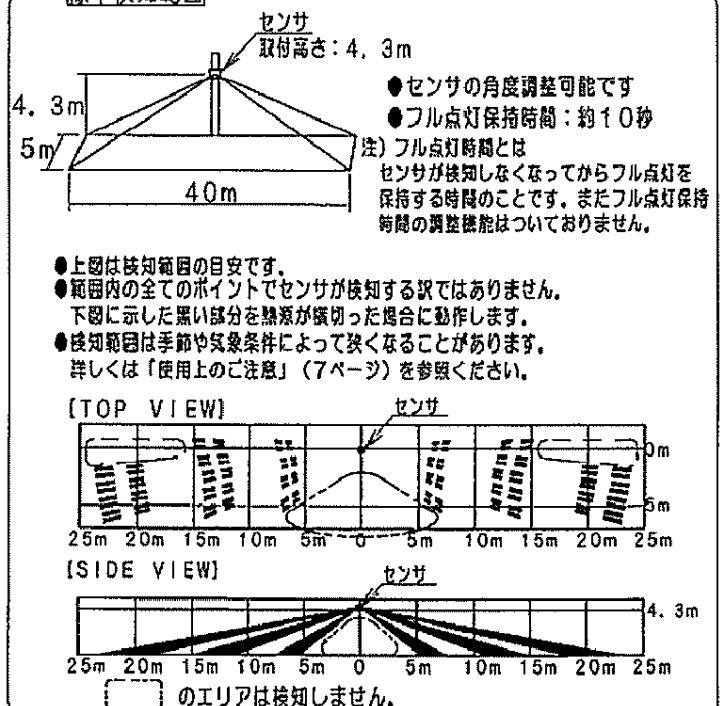 センサ
取付高さ：4．3m
●センサの角度調整可能です
4．3m
●フル点灯保持時間：約10秒
5m
注）フル点灯時間とは
センサが検知しなくなってからフル点灯を
40m
保持する時間のことです．またフル点灯保持
時間の調整機能はついておりません．
●上図は検知範囲の目安です．
●範囲内の全てのポイントでセンサが検知する訳ではありません．
下図に示した黒い部分を熱源が横切った場合に動作します．
●検知範囲は季節や気象条件によって狭くなることがあります．
詳しくは「使用上のご注意」（7ページ）を参照ください．
[TOP VIEW]
センサ
0m
5m
25m 20m 15m 10m 5m 0 5m 10m 15m 20m 25m
[SIDE VIEW]
センサ
4．3m
25m 20m 15m 10m 5m 0 5m 10m 15m 20m 25m
のエリアは検知しません．